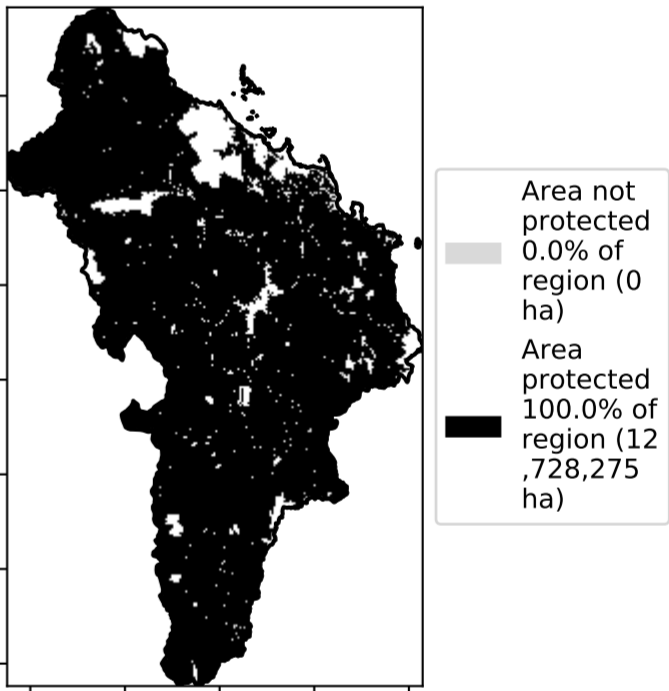 Area not
protected
0.0% of
region (0
ha)
Area
protected
100.0% of
region (12
,728,275
ha)